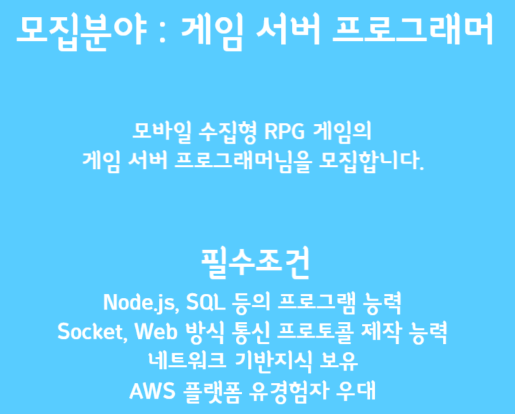 모집분야 : 게임 서버 프로그래머
모바일 수집형 RPG 게임의
게임 서버 프로그래머님을 모집합니다.
필수조건
Node.js, SQL 등의 프로그램 능력
Socket, Web 방식 통신 프로토콜 제작 능력
네트워크 기반지식 보유
AWS 플랫폼 유경험자 우대